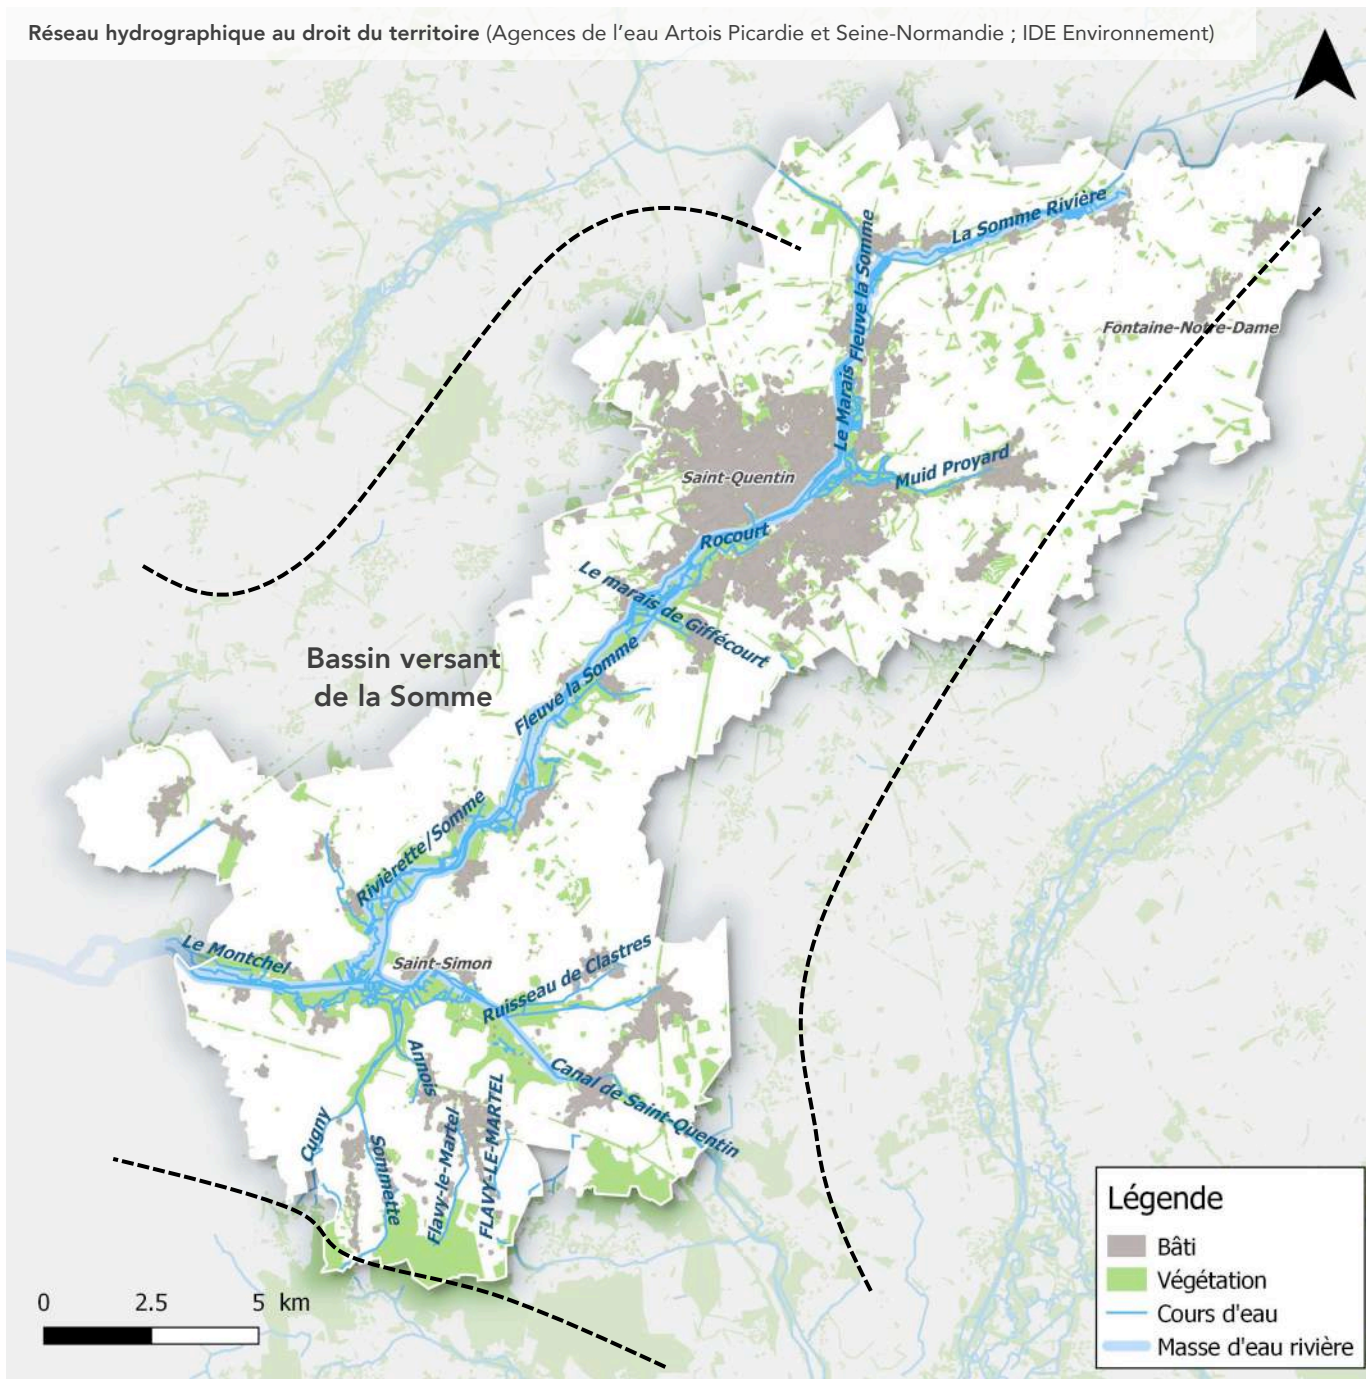 Réseau hydrographique au droit du territoire (Agences de l'eau Artois Picardie et Seine-Normandie ; IDE Environnement)
La Somme Rivière
Fleuve la Somme
Fontaine-Notre-Dame
Le Marais
Saint-Quentin
Muid Proyard
Rocourt
Le marais de Giffécourt
Bassin versant
de la Somme
Fleuve la Somme
Rivièrette/Somme
Le Montchel
Saint-Simon
Ruisseau de Clastres
Annois
Canal de Saint-Quentin
Cugny
Sommette
Flavy-le-Martel
FLAVY-LE-MARTEL
Légende
Bâti
Végétation
Cours d'eau
Masse d'eau rivière
0 2.5 5 km